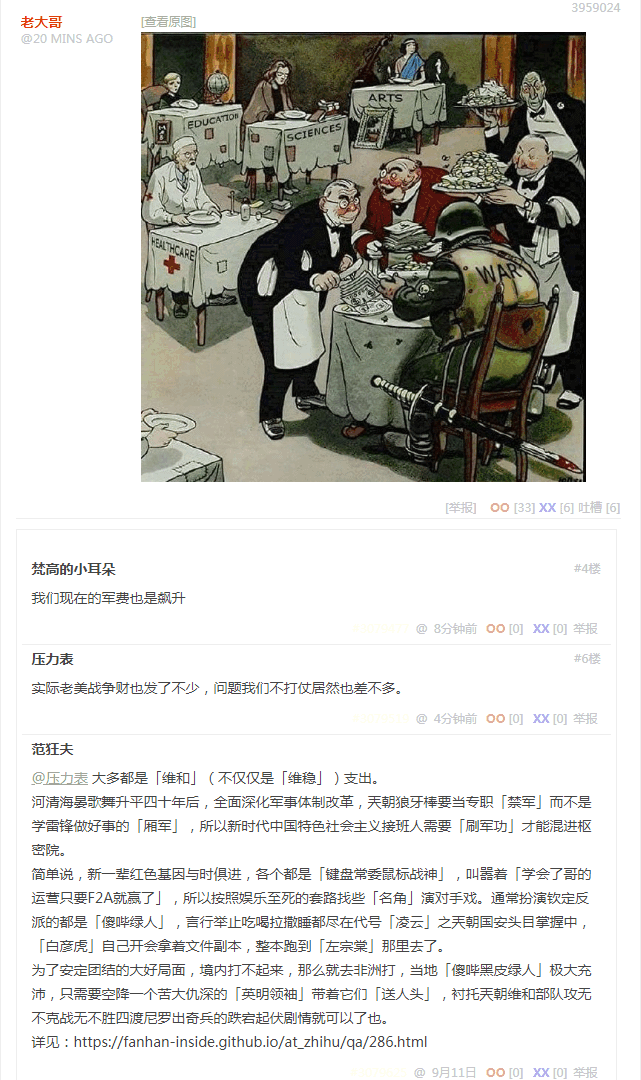 3959024
老大哥
[查看原图]
@20 MINS AGO
EDUCATION
SCIENCES
ARTS
HEALTHCARE
WAR
[举报] OO [33] XX [6] 吐槽 [6]
梵高的小耳朵 #4楼
我们现在的军费也是飙升
@ 8分钟前 OO [0] XX [0] 举报
压力表 #6楼
实际老美战争财也发了不少，问题我们不打仗居然也差不多。
@ 4分钟前 OO [0] XX [0] 举报
范狂夫
@压力表 大多都是「维和」（不仅仅是「维稳」）支出。
河清海晏歌舞升平四十年后，全面深化军事体制改革，天朝狼牙棒要当专职「禁军」而不是
学雷锋做好事的「厢军」，所以新时代中国特色社会主义接班人需要「刷军功」才能混进枢
密院。
简单说，新一辈红色基因与时俱进，各个都是「键盘常委鼠标战神」，叫嚣着「学会了哥的
运营只要F2A就赢了」，所以按照娱乐至死的套路找些「名角」演对手戏。通常扮演钦定反
派的都是「傻哔绿人」，言行举止吃喝拉撒睡都尽在代号「凌云」之天朝国安头目掌握中，
「白彦虎」自己开会拿着文件副本，整本跑到「左宗棠」那里去了。
为了安定团结的大好局面，境内打不起来，那么就去非洲打，当地「傻哔黑皮绿人」极大充
沛，只需要空降一个苦大仇深的「英明领袖」带着它们「送人头」，衬托天朝维和部队攻无
不克战无不胜四渡尼罗出奇兵的跌宕起伏剧情就可以了也。
详见：https://fanhan-inside.github.io/at_zhihu/qa/286.html
@ 9月11日 OO [0] XX [0] 举报